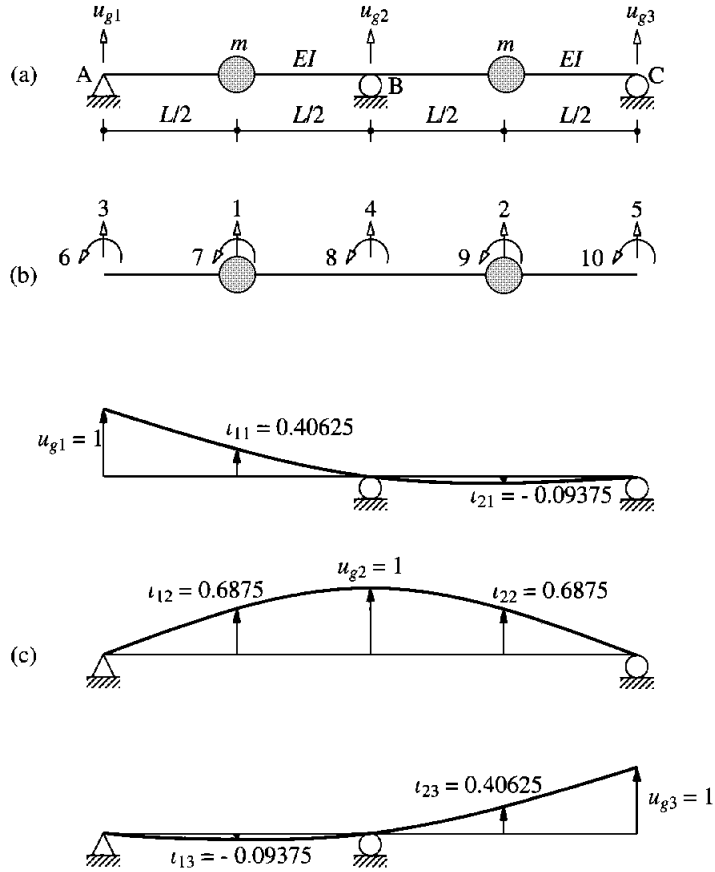 u_g1 u_g2 u_g3
(a) A m EI B m EI C
L/2 L/2 L/2 L/2
3 1 4 2 5
(b) 6 7 8 9 10
u_g1 = 1 ι_11 = 0.40625
ι_21 = - 0.09375
u_g2 = 1
ι_12 = 0.6875 ι_22 = 0.6875
(c)
ι_23 = 0.40625
u_g3 = 1
ι_13 = - 0.09375